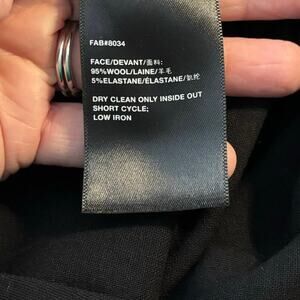 FAB#8034
FACE/DEVANT/面料:
95%WOOL/LAINE/羊毛
5%ELASTANE/ÉLASTANE/氨纶
DRY CLEAN ONLY INSIDE OUT
SHORT CYCLE;
LOW IRON